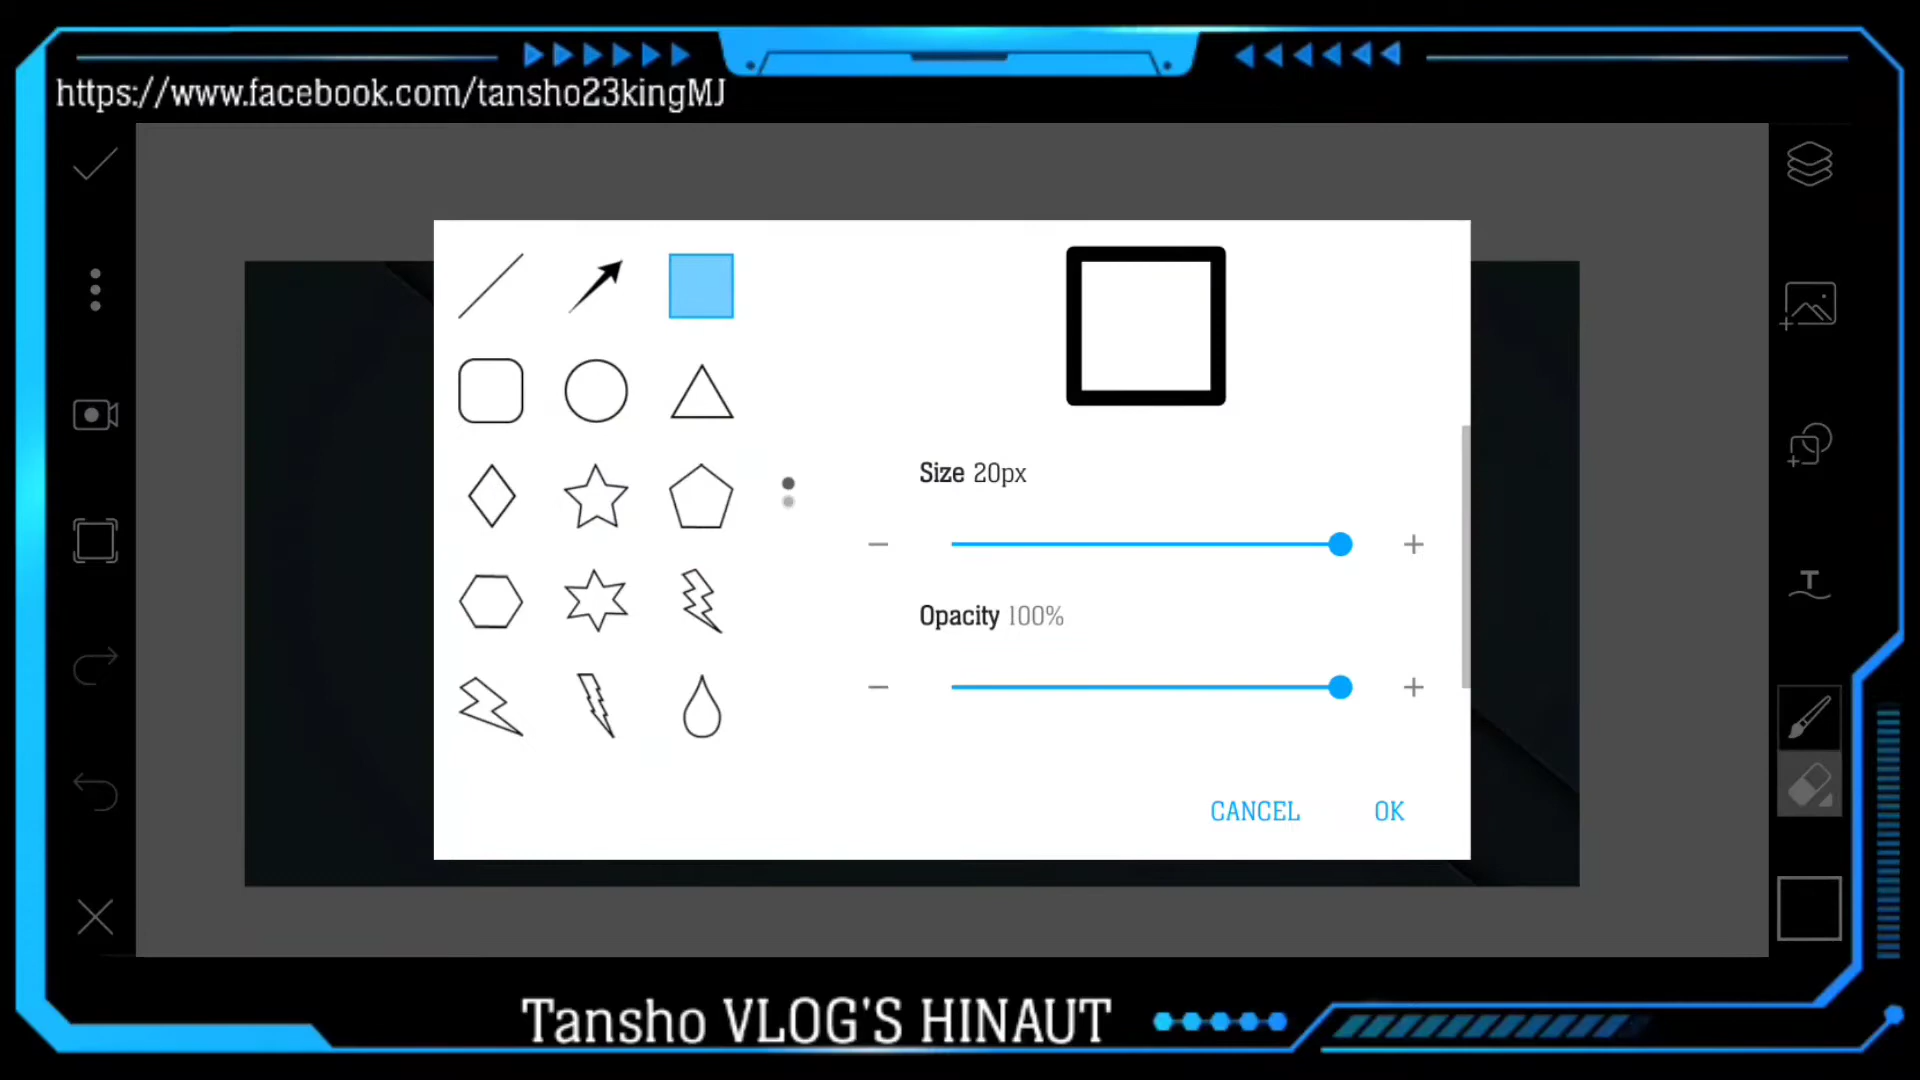 https://www.facebook.com/tansho23kingMJ
Size 20px
Opacity 100%
CANCEL OK
T
Tansho VLOG'S HINAUT